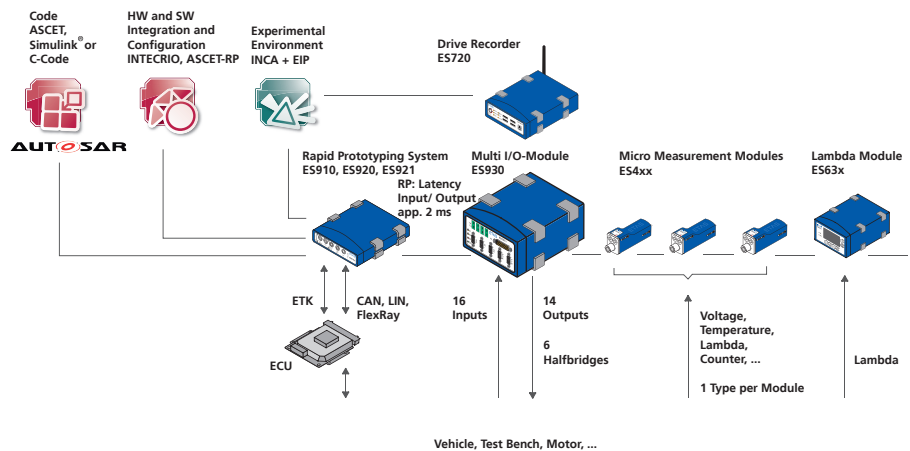 Code
ASCET,
Simulink® or
C-Code
HW and SW
Integration and
Configuration
INTECRIO, ASCET-RP
Experimental
Environment
INCA + EIP
Drive Recorder
ES720
AUTOSAR
Rapid Prototyping System
ES910, ES920, ES921
RP: Latency
Input/ Output
app. 2 ms
Multi I/O-Module
ES930
Micro Measurement Modules
ES4xx
Lambda Module
ES63x
ETK
CAN, LIN,
FlexRay
16
Inputs
14
Outputs
6
Halfbridges
Voltage,
Temperature,
Lambda,
Counter, ...
1 Type per Module
Lambda
ECU
Vehicle, Test Bench, Motor, ...